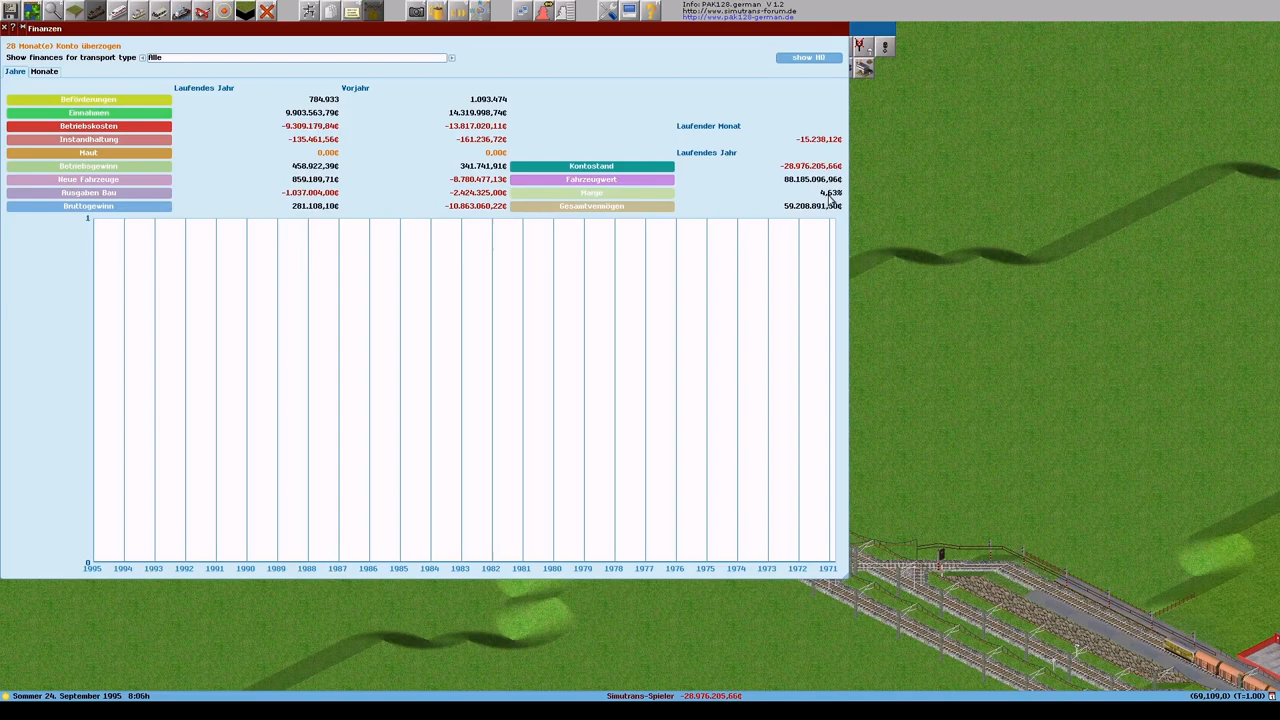 Info: PAK128.german V 1.2
http://www.simutrans-forum.de
http://www.pak128-german.de
Finanzen
28 Monat(e) Konto überzogen
Show finances for transport type Alle show HQ
Jahre Monate
Laufendes Jahr Vorjahr
Beförderungen 784.933 1.093.474
Einnahmen 9.903.563,79¢ 14.319.998,74¢
Betriebskosten -9.309.179,84¢ -13.817.020,11¢ Laufender Monat
Instandhaltung -135.461,56¢ -161.236,72¢ -15.238,12¢
Maut 0,00¢ 0,00¢ Laufendes Jahr
Betriebsgewinn 458.922,39¢ 341.741,91¢ Kontostand -28.976.205,66¢
Neue Fahrzeuge 859.189,71¢ -8.780.477,13¢ Fahrzeugwert 88.185.096,96¢
Ausgaben Bau -1.037.004,00¢ -2.424.325,00¢ Marge 4,63%
Bruttogewinn 281.108,10¢ -10.863.060,22¢ Gesamtvermögen
1
0
1995 1994 1993 1992 1991 1990 1989 1988 1987 1986 1985 1984 1983 1982 1981 1980 1979 1978 1977 1976 1975 1974 1973 1972 1971
Sommer 24. September 1995 8:06h Simutrans-Spieler -28.976.205,66¢ (69,109,0) (T=1.00)